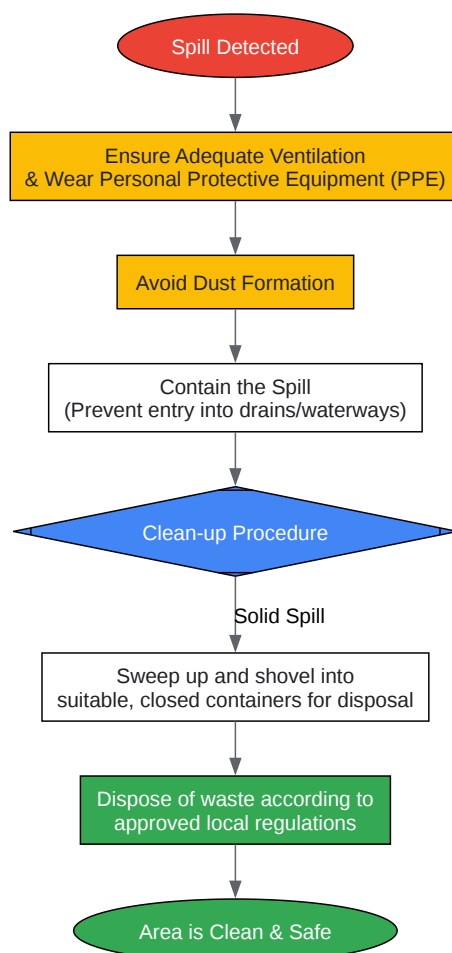 Spill Detected
Ensure Adequate Ventilation
& Wear Personal Protective Equipment (PPE)
Avoid Dust Formation
Contain the Spill
(Prevent entry into drains/waterways)
Clean-up Procedure
Solid Spill
Sweep up and shovel into
suitable, closed containers for disposal
Dispose of waste according to
approved local regulations
Area is Clean & Safe